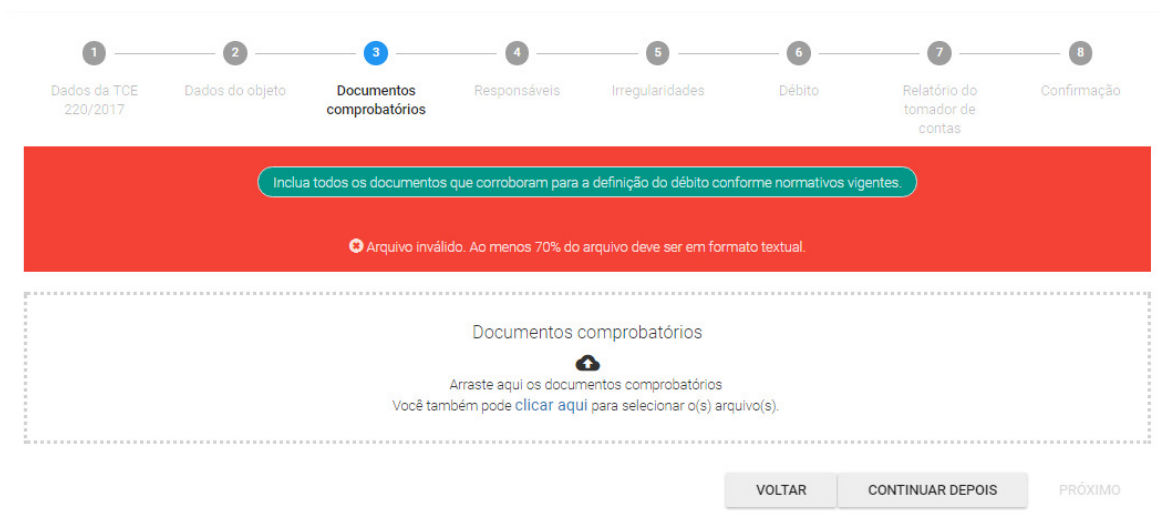 1 2 3 4 5 6 7 8
Dados da TCE 220/2017
Dados do objeto
Documentos comprobatórios
Responsáveis
Irregularidades
Débito
Relatório do tomador de contas
Confirmação
Inclua todos os documentos que corroboram para a definição do débito conforme normativos vigentes.
Arquivo inválido. Ao menos 70% do arquivo deve ser em formato textual.
Documentos comprobatórios
Arraste aqui os documentos comprobatórios
Você também pode clicar aqui para selecionar o(s) arquivo(s).
VOLTAR CONTINUAR DEPOIS PRÓXIMO